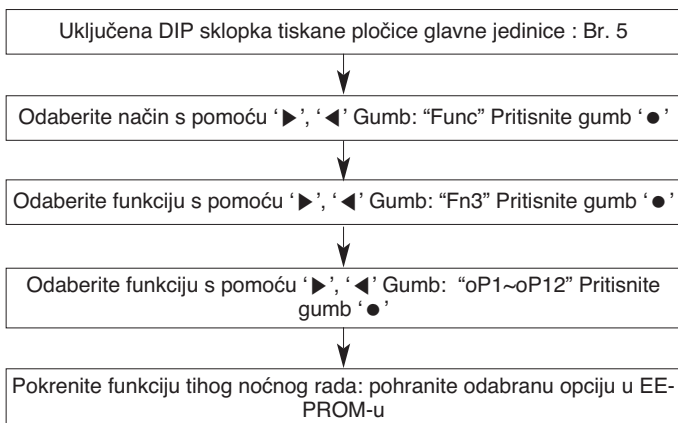 Uključena DIP sklopka tiskane pločice glavne jedinice : Br. 5
Odaberite način s pomoću ‘▶’, ‘◀’ Gumb: “Func” Pritisnite gumb ‘●’
Odaberite funkciju s pomoću ‘▶’, ‘◀’ Gumb: “Fn3” Pritisnite gumb ‘●’
Odaberite funkciju s pomoću ‘▶’, ‘◀’ Gumb: “oP1~oP12” Pritisnite
gumb ‘●’
Pokrenite funkciju tihog noćnog rada: pohranite odabranu opciju u EE-
PROM-u